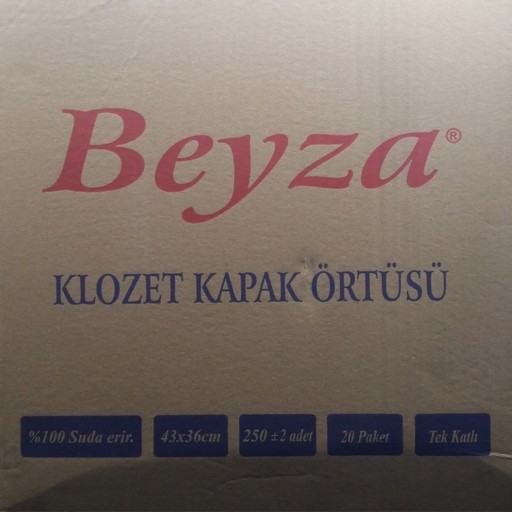 Beyza®
KLOZET KAPAK ÖRTÜSÜ
%100 Suda erir. 43x36cm 250 ±2 adet 20 Paket Tek Katlı